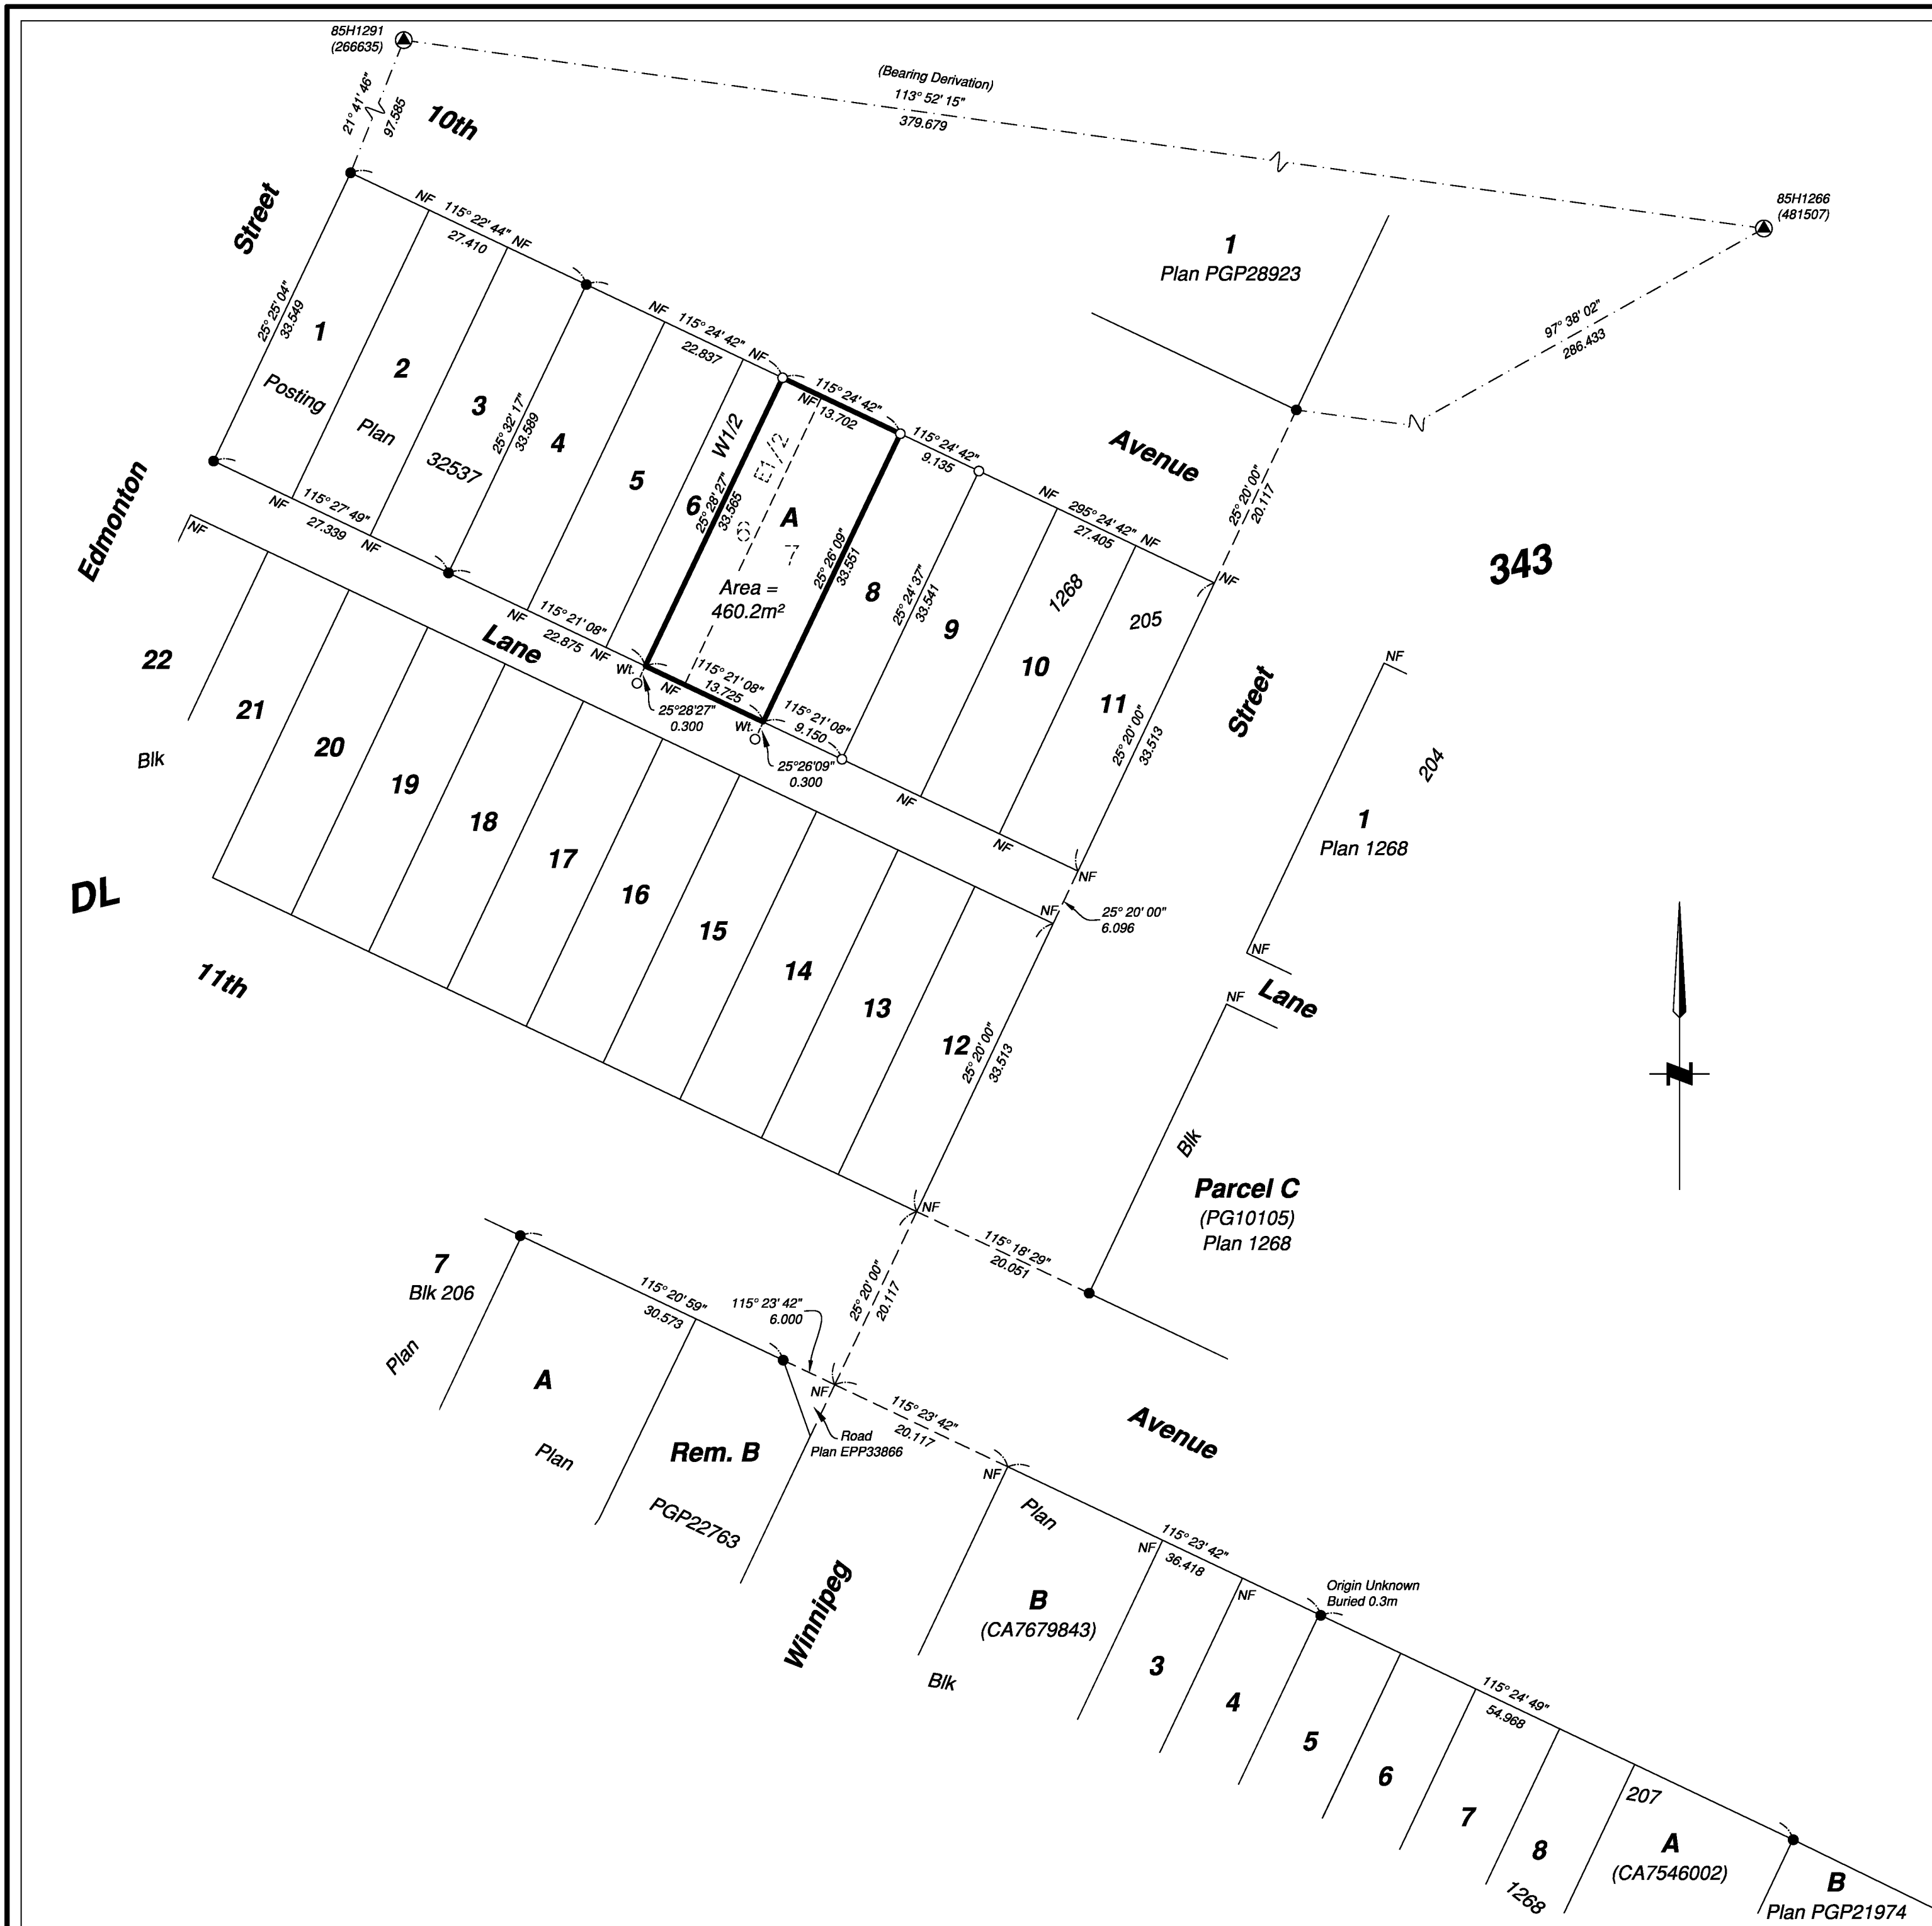 85H1291
(266635)
21° 41' 46"
97.585
10th
(Bearing Derivation)
113° 52' 15"
379.679
85H1266
(481507)
97° 38' 02"
286.433
1
Plan PGP28923
Street
NF
115° 22' 44"
NF
27.410
25° 25' 04"
33.549
1
2
3
4
5
6
W1/2
Posting
Plan
32537
25° 32' 17"
33.589
NF
115° 24' 42"
NF
22.837
NF
115° 24' 42"
13.702
E1/2
6
25° 28' 27"
33.565
A
7
Area =
460.2m²
25° 26' 09"
33.551
8
115° 24' 42"
9.135
25° 24' 37"
33.541
9
Avenue
NF
295° 24' 42"
27.405
NF
1268
10
205
11
25° 20' 00"
20.117
NF
343
Edmonton
NF
115° 27' 49"
27.339
NF
NF
115° 21' 08"
22.875
NF
Lane
Wt.
NF
115° 21' 08"
13.725
25°28'27"
0.300
Wt.
115° 21' 08"
9.150
25°26'09"
0.300
NF
NF
25° 20' 00"
33.513
NF
NF
25° 20' 00"
6.096
Street
NF
204
1
Plan 1268
NF
Lane
NF
22
Blk
NF
21
20
19
18
17
16
15
14
13
12
25° 20' 00"
33.513
DL
11th
NF
Blk
Parcel C
(PG10105)
Plan 1268
115° 18' 29"
20.051
7
Blk 206
Plan
115° 20' 59"
30.573
115° 23' 42"
6.000
25° 20' 00"
20.117
A
Plan
Rem. B
PGP22763
NF
Road
Plan EPP33866
115° 23' 42"
20.117
Avenue
NF
Plan
Winnipeg
B
(CA7679843)
Blk
NF
115° 23' 42"
36.418
NF
Origin Unknown
Buried 0.3m
3
4
5
6
7
8
1268
115° 24' 49"
54.968
207
A
(CA7546002)
B
Plan PGP21974